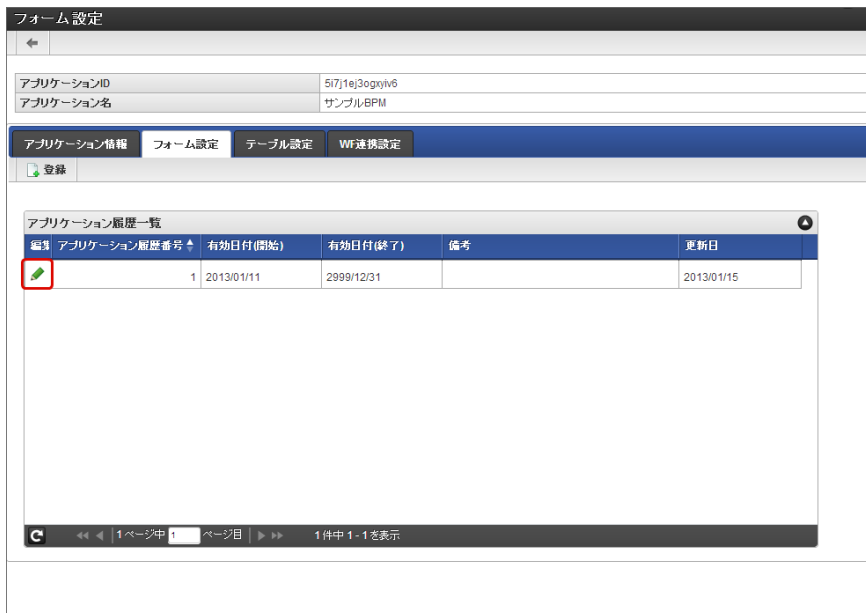 フォーム設定
アプリケーションID 5i7j1ej3ogxyiv6
アプリケーション名 サンプルBPM
アプリケーション情報 フォーム設定 テーブル設定 WF連携設定
登録
アプリケーション履歴一覧
編集 アプリケーション履歴番号 有効日付(開始) 有効日付(終了) 備考 更新日
1 2013/01/11 2999/12/31 2013/01/15
1 ページ中 1 ページ目 1 件中 1 - 1 を表示